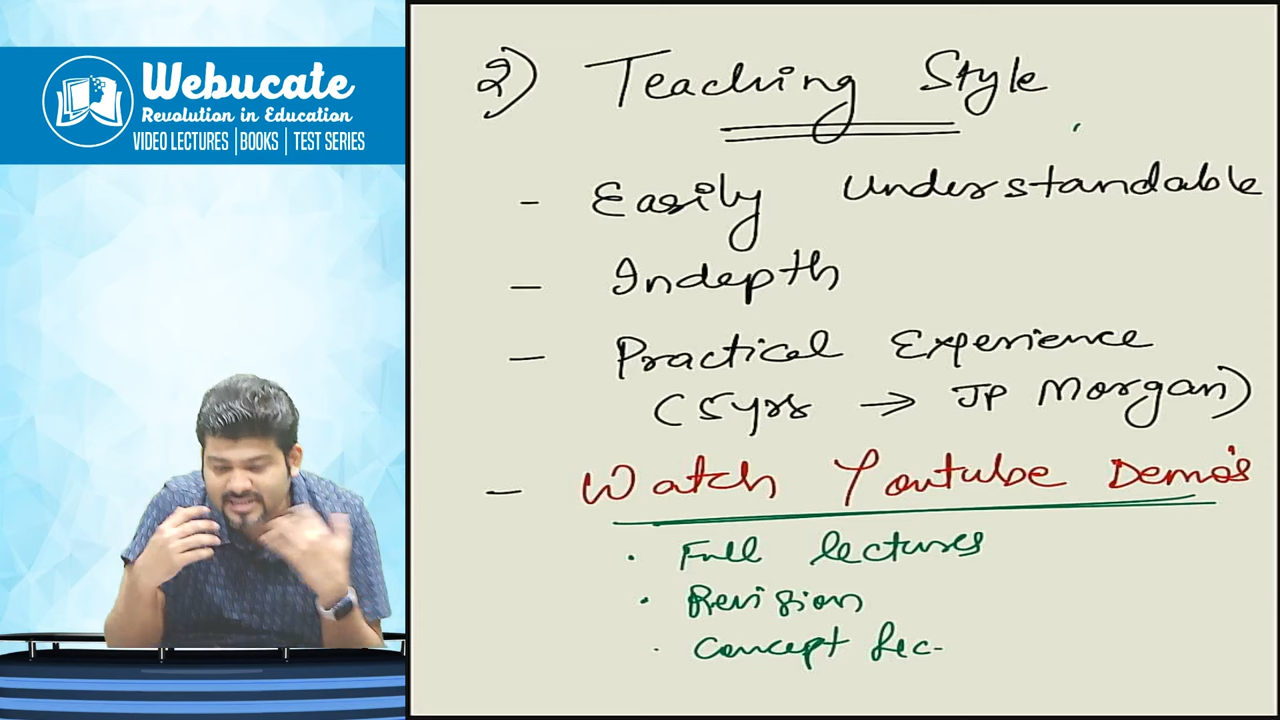 Webucate
Revolution in Education
VIDEO LECTURES | BOOKS | TEST SERIES
2) Teaching Style
- Easily Understandable
- Indepth
- Practical Experience
(5yrs → JP Morgan)
- Watch Youtube Demo's
· Full lectures
· Revision
· Concept Lec-